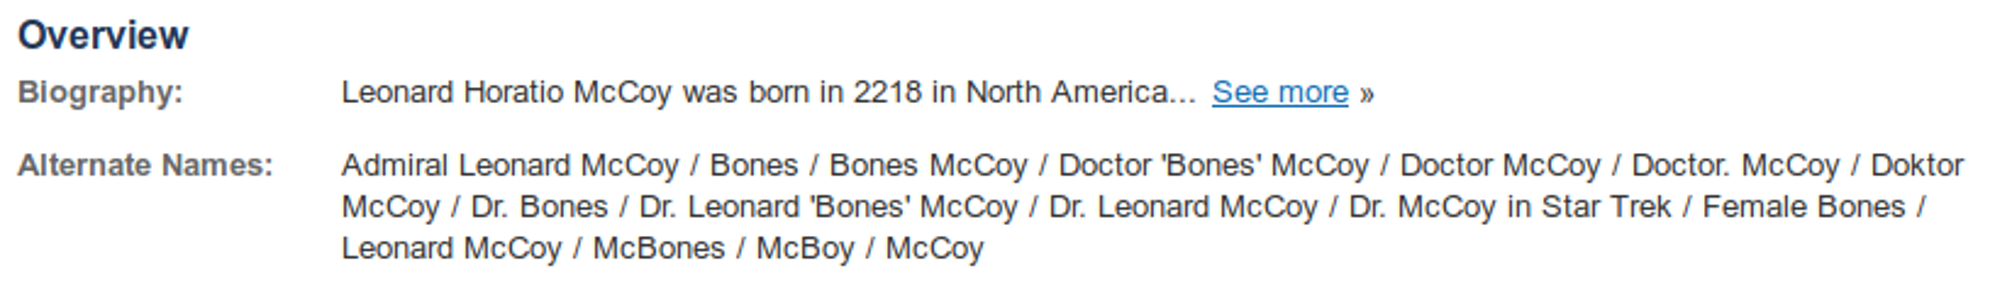 Overview
Biography: Leonard Horatio McCoy was born in 2218 in North America... See more »
Alternate Names: Admiral Leonard McCoy / Bones / Bones McCoy / Doctor 'Bones' McCoy / Doctor McCoy / Doctor. McCoy / Doktor
McCoy / Dr. Bones / Dr. Leonard 'Bones' McCoy / Dr. Leonard McCoy / Dr. McCoy in Star Trek / Female Bones /
Leonard McCoy / McBones / McBoy / McCoy